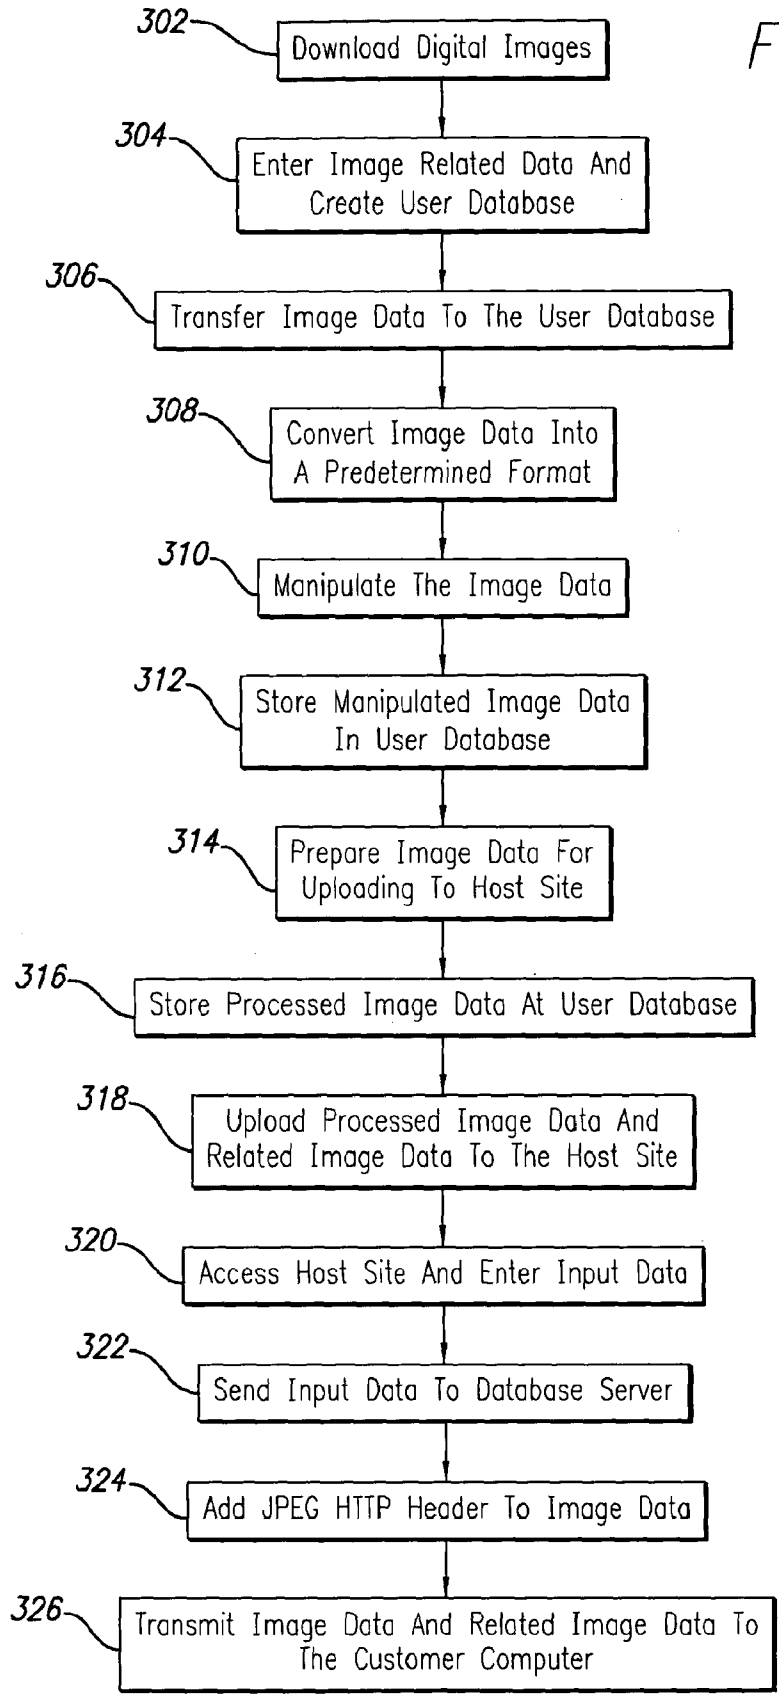 302
Download Digital Images
F
304
Enter Image Related Data And
Create User Database
306
Transfer Image Data To The User Database
308
Convert Image Data Into
A Predetermined Format
310
Manipulate The Image Data
312
Store Manipulated Image Data
In User Database
314
Prepare Image Data For
Uploading To Host Site
316
Store Processed Image Data At User Database
318
Upload Processed Image Data And
Related Image Data To The Host Site
320
Access Host Site And Enter Input Data
322
Send Input Data To Database Server
324
Add JPEG HTTP Header To Image Data
326
Transmit Image Data And Related Image Data To
The Customer Computer